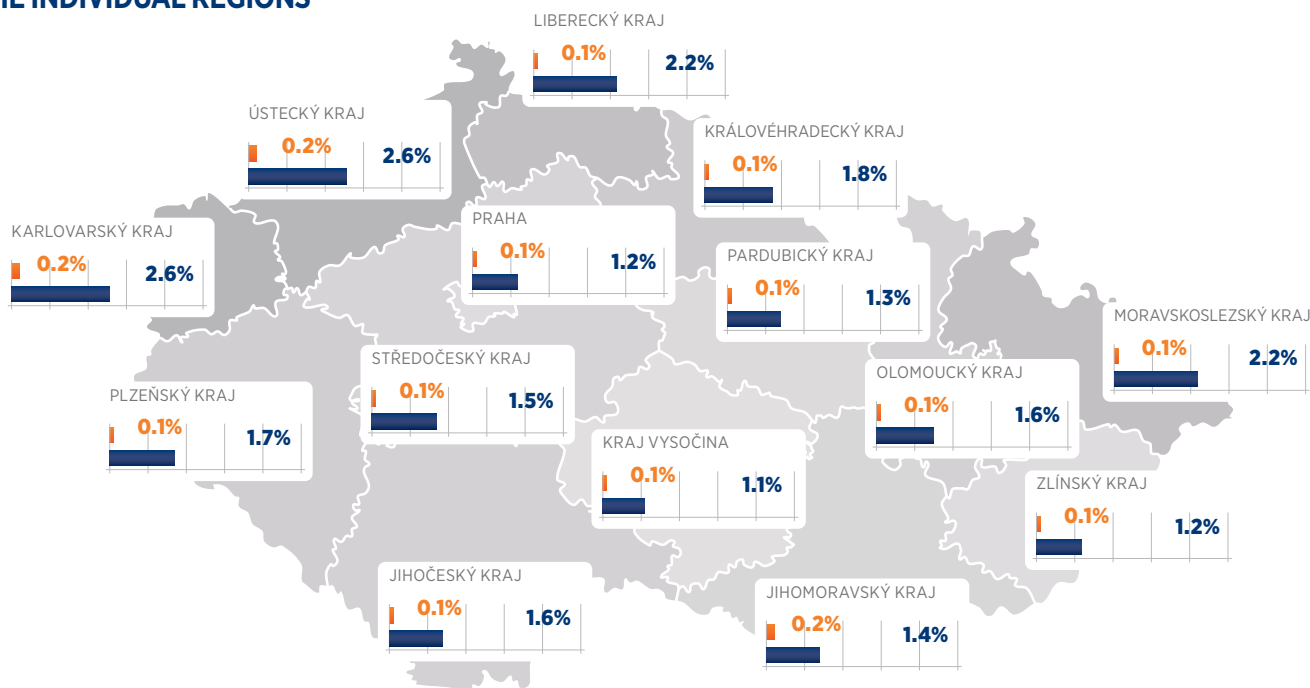 INDIVIDUAL REGIONS
LIBERECKÝ KRAJ
0.1%
2.2%
ÚSTECKÝ KRAJ
0.2%
2.6%
KRÁLOVÉHRADECKÝ KRAJ
0.1%
1.8%
KARLOVARSKÝ KRAJ
0.2%
2.6%
PRAHA
0.1%
1.2%
PARDUBICKÝ KRAJ
0.1%
1.3%
MORAVSKOSLEZSKÝ KRAJ
0.1%
2.2%
STŘEDOČESKÝ KRAJ
0.1%
1.5%
OLOMOUCKÝ KRAJ
0.1%
1.6%
PLZEŇSKÝ KRAJ
0.1%
1.7%
KRAJ VYSOČINA
0.1%
1.1%
ZLÍNSKÝ KRAJ
0.1%
1.2%
JIHOČESKÝ KRAJ
0.1%
1.6%
JIHOMORAVSKÝ KRAJ
0.2%
1.4%